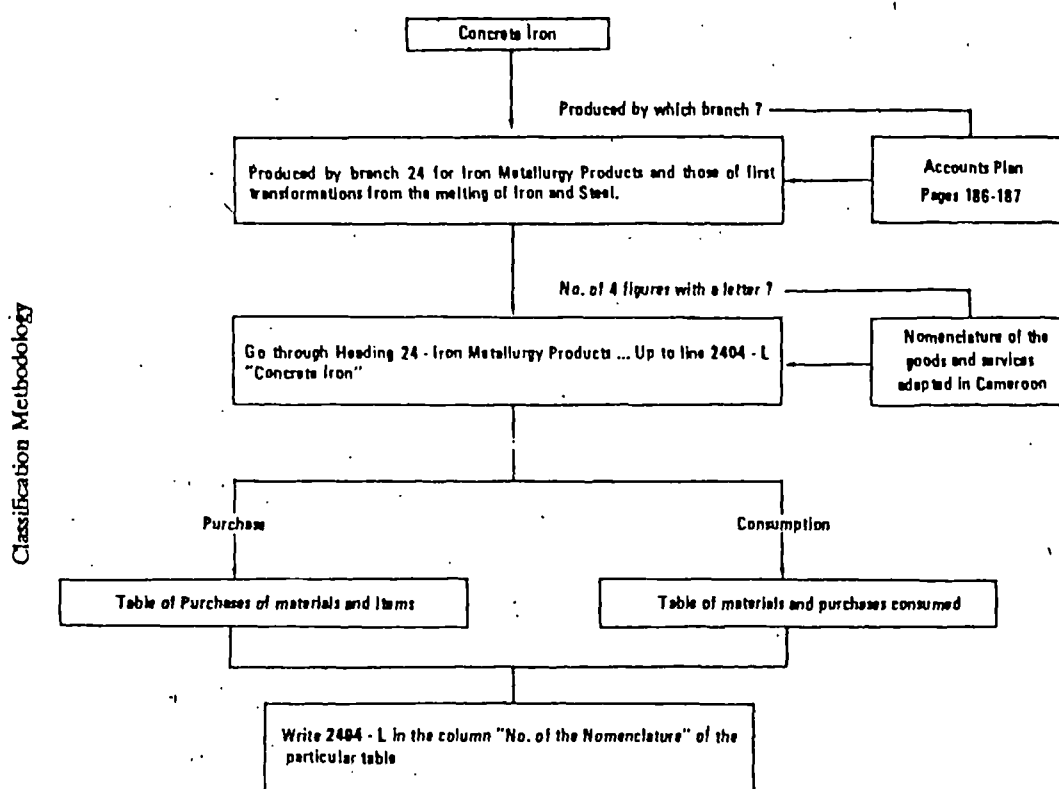 Concrete Iron
Produced by which branch ?
Produced by branch 24 for Iron Metallurgy Products and those of first
transformations from the melting of Iron and Steel.
Accounts Plan
Pages 186-187
No. of 4 figures with a letter ?
Go through Heading 24 - Iron Metallurgy Products ... Up to line 2404 - L
"Concrete Iron"
Nomenclature of the
goods and services
adapted in Cameroon
Classification Methodology
Purchase
Consumption
Table of Purchases of materials and Items
Table of materials and purchases consumed
Write 2404 - L in the column "No. of the Nomenclature" of the
particular table